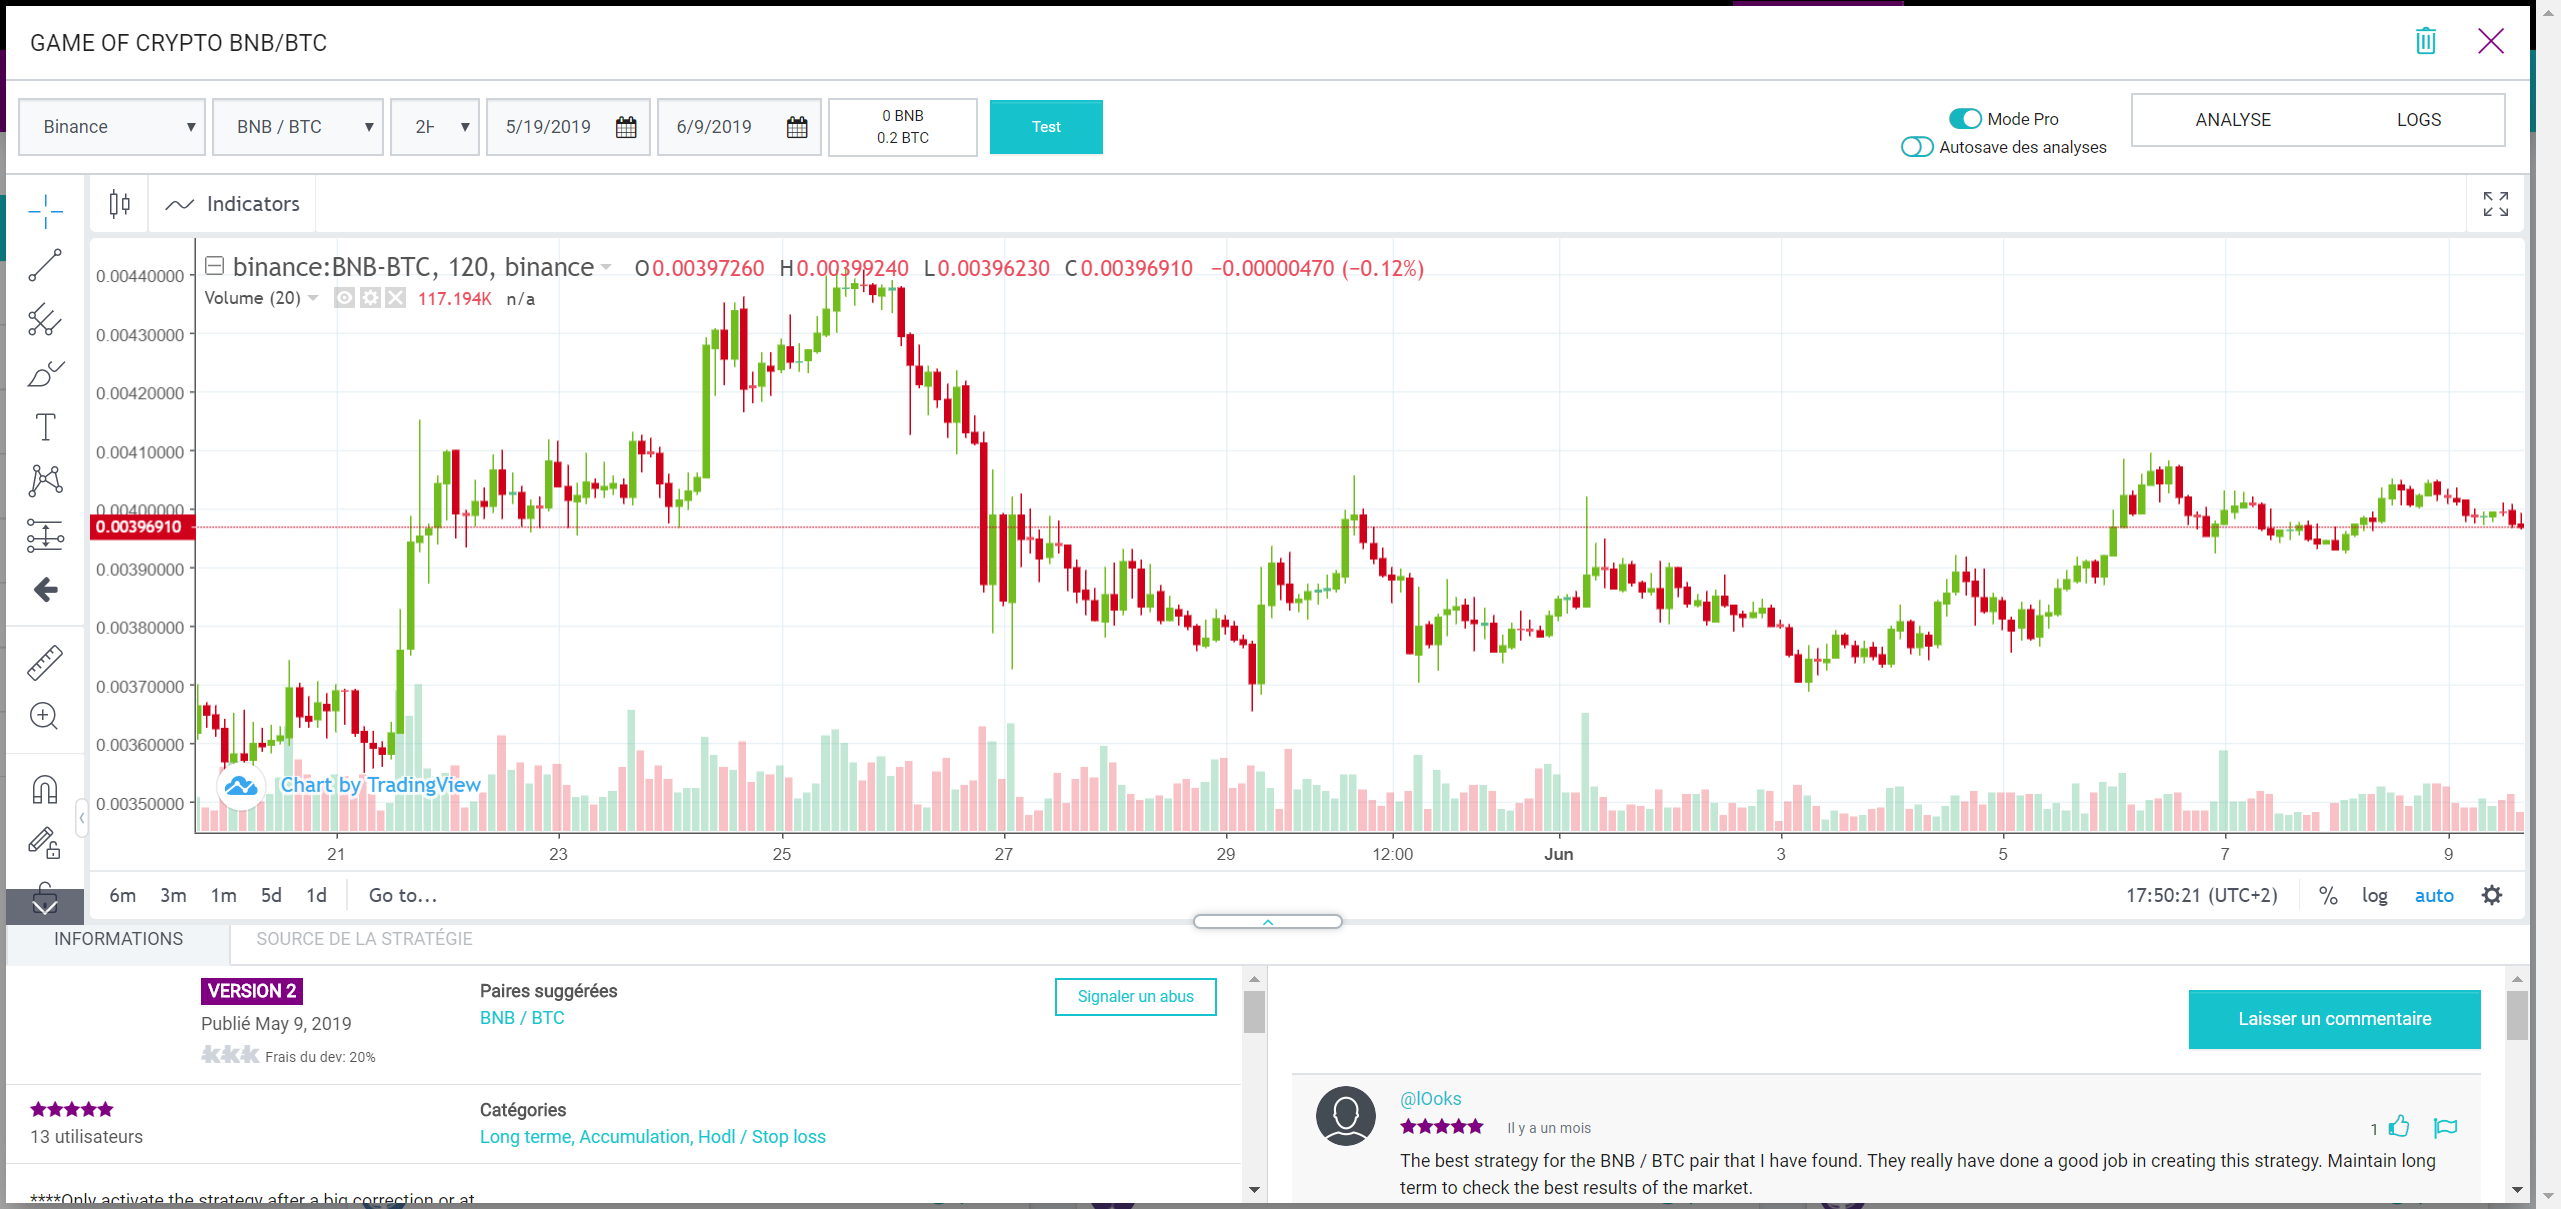 GAME OF CRYPTO BNB/BTC
Binance
BNB / BTC
2H
5/19/2019
6/9/2019
0 BNB
0.2 BTC
Test
Mode Pro
Autosave des analyses
ANALYSE
LOGS
Indicators
binance:BNB-BTC, 120, binance O0.00397260 H0.00399240 L0.00396230 C0.00396910 −0.00000470 (−0.12%)
Volume (20) 117.194K n/a
0.00440000
0.00430000
0.00420000
0.00410000
0.00400000
0.00396910
0.00390000
0.00380000
0.00370000
0.00360000
0.00350000
Chart by TradingView
21 23 25 27 29 12:00 Jun 3 5 7 9
6m 3m 1m 5d 1d Go to... 17:50:21 (UTC+2) % log auto
INFORMATIONS
SOURCE DE LA STRATÉGIE
VERSION 2
Publié May 9, 2019
Frais du dev: 20%
Paires suggérées
BNB / BTC
Signaler un abus
13 utilisateurs
Catégories
Long terme, Accumulation, Hodl / Stop loss
****Only activate the strategy after a big correction or at
Laisser un commentaire
@lOoks
Il y a un mois
1
The best strategy for the BNB / BTC pair that I have found. They really have done a good job in creating this strategy. Maintain long
term to check the best results of the market.